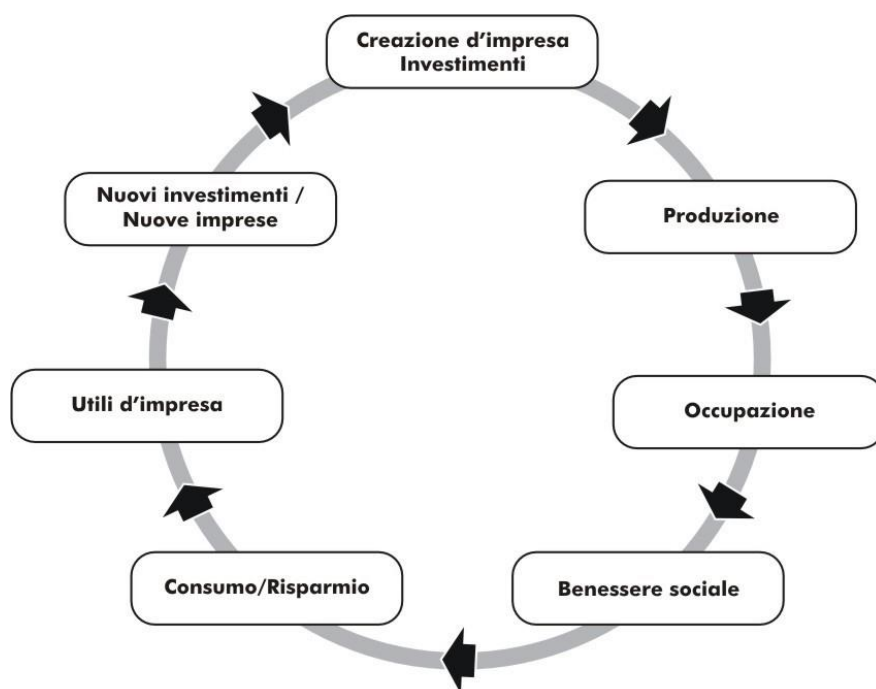 Creazione d'impresa
Investimenti
Produzione
Occupazione
Benessere sociale
Consumo/Risparmio
Utili d'impresa
Nuovi investimenti /
Nuove imprese